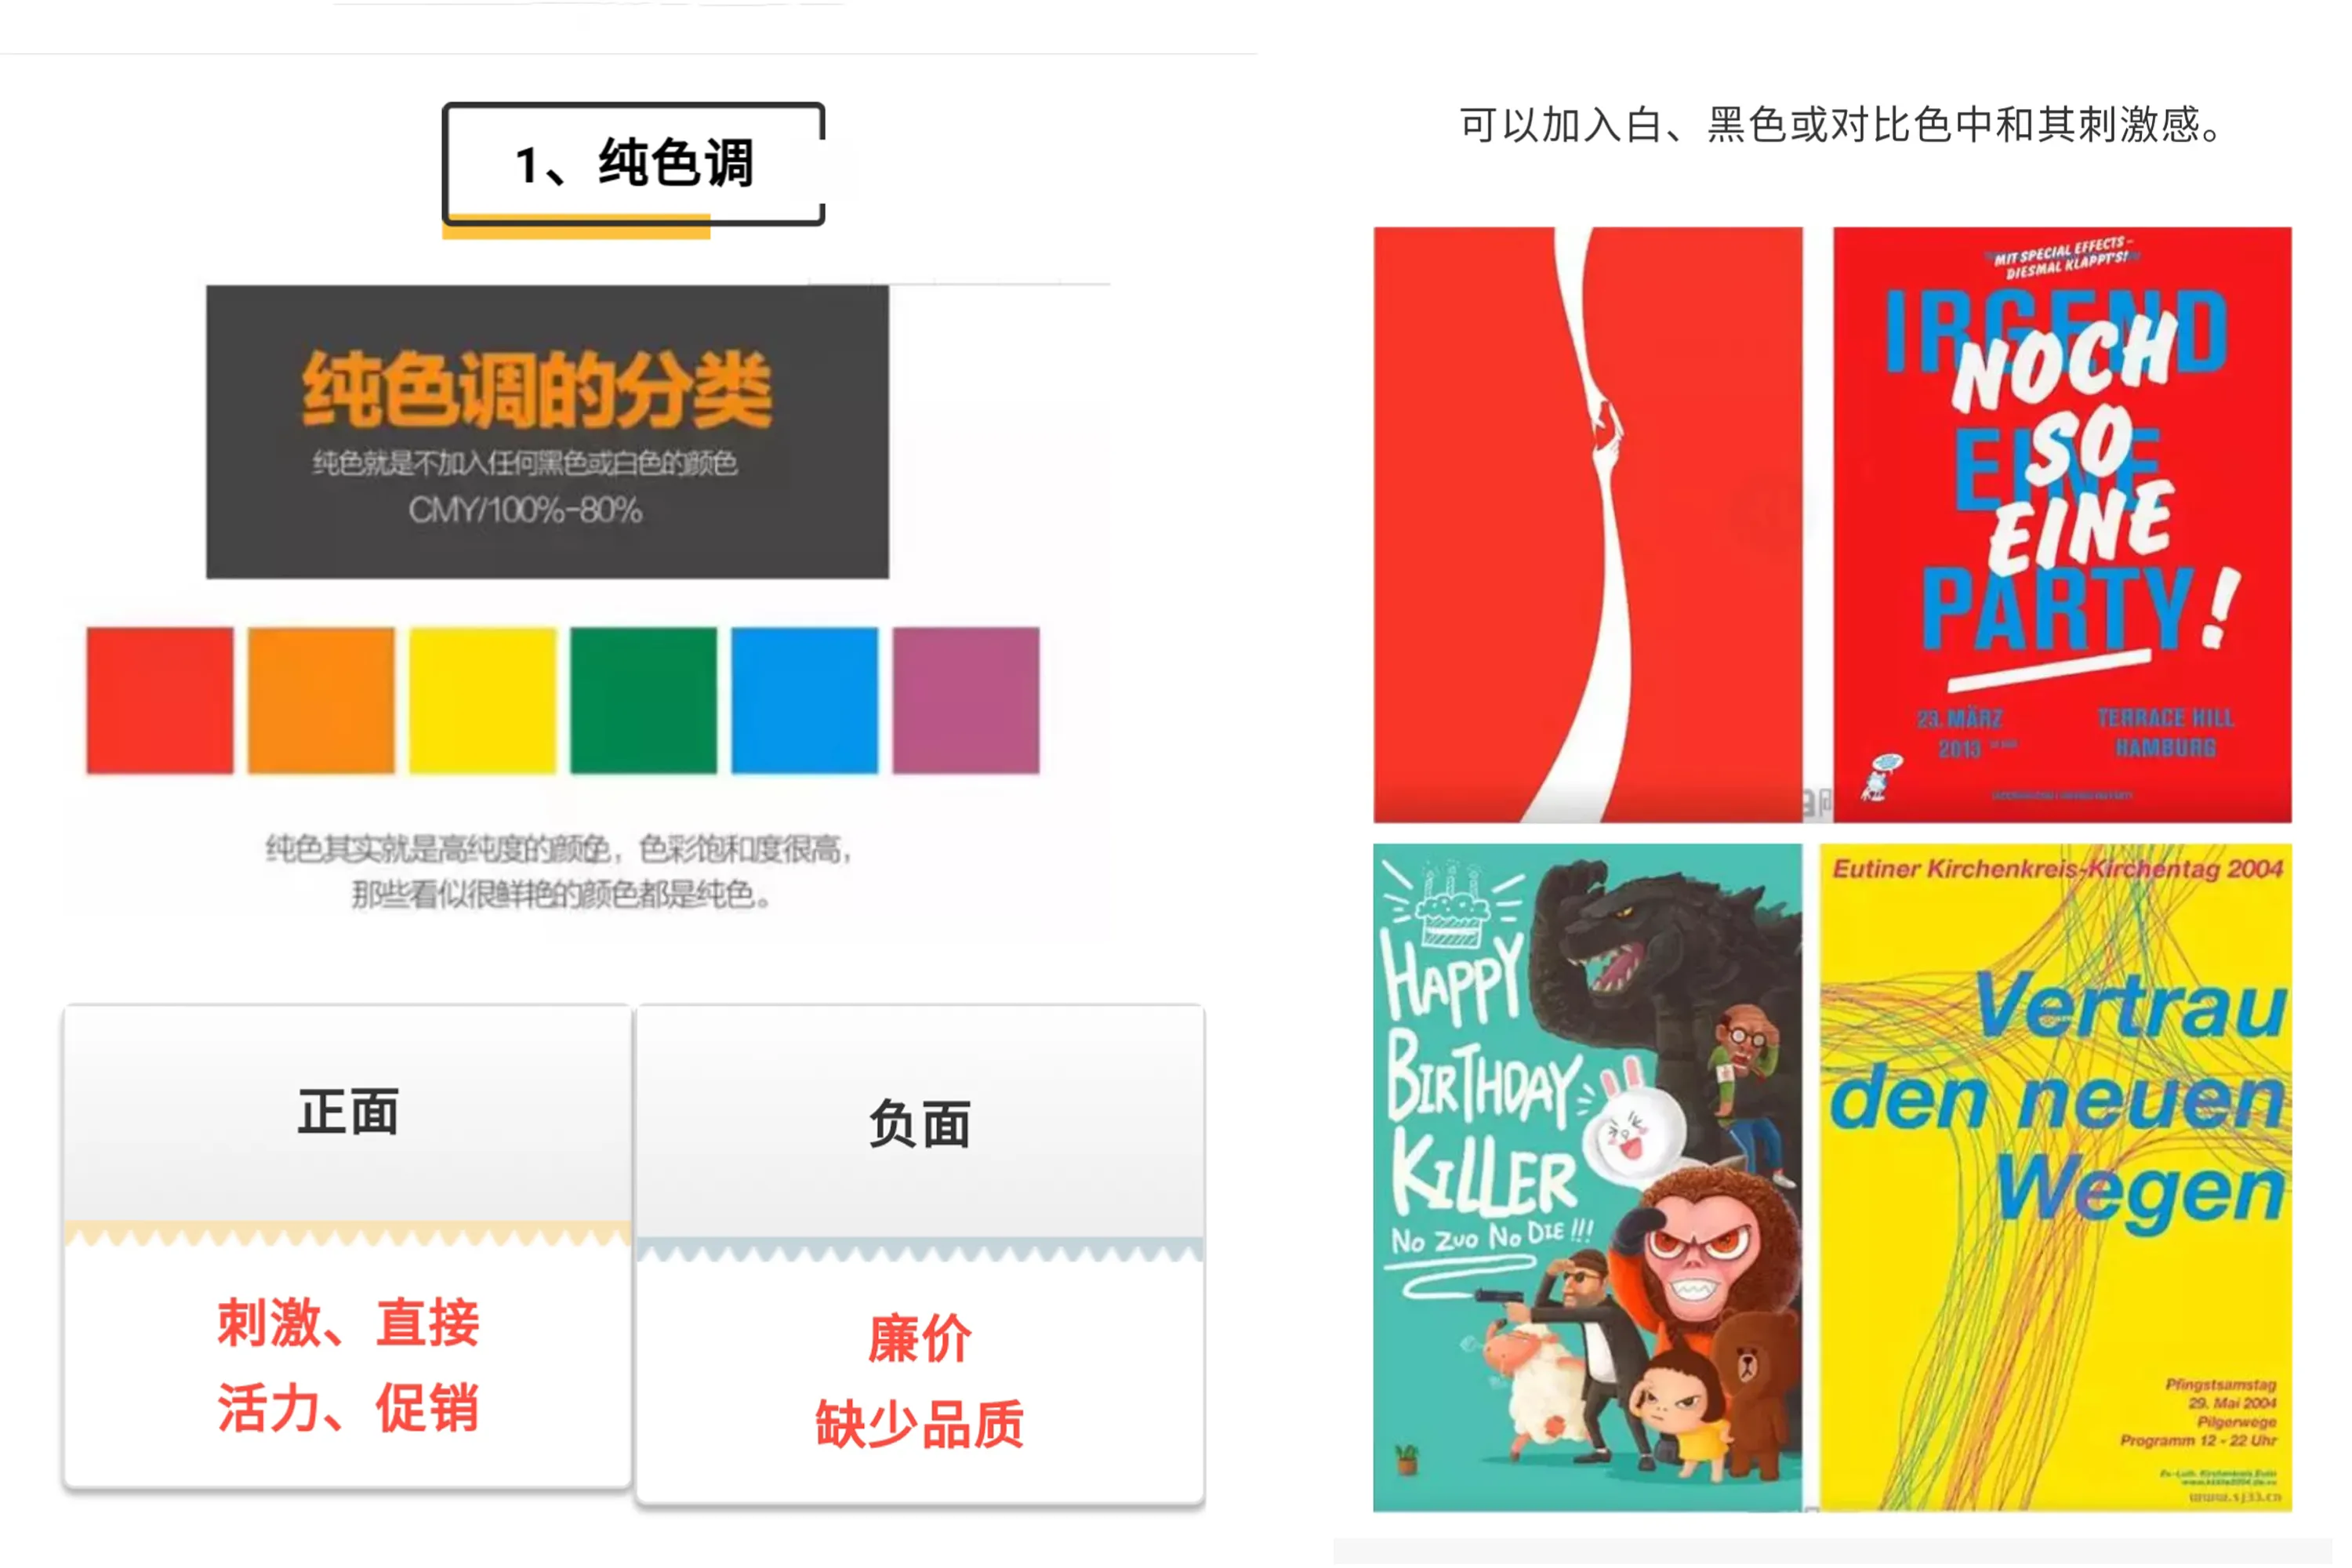 1、纯色调
纯色调的分类
纯色就是不加入任何黑色或白色的颜色
CMY/100%-80%
纯色其实就是高纯度的颜色，色彩饱和度很高，
那些看似很鲜艳的颜色都是纯色。
正面
刺激、直接
活力、促销
负面
廉价
缺少品质
可以加入白、黑色或对比色中和其刺激感。
MIT SPECIAL EFFECTS-
DIESMAL KLAPPT'S!
IRGEND
NOCH
SO
EINE
EINE
PARTY!
23. MÄRZ
2013
TERRACE HILL
HAMBURG
HAPPY
BIRTHDAY
KILLER
No Zuo No DIE!!!
Eutiner Kirchenkreis-Kirchentag 2004
Vertrau
den neuen
Wegen
Pfingstsamstag
29. Mai 2004
Pilgerwege
Programm 12 - 22 Uhr
www.sj33.cn